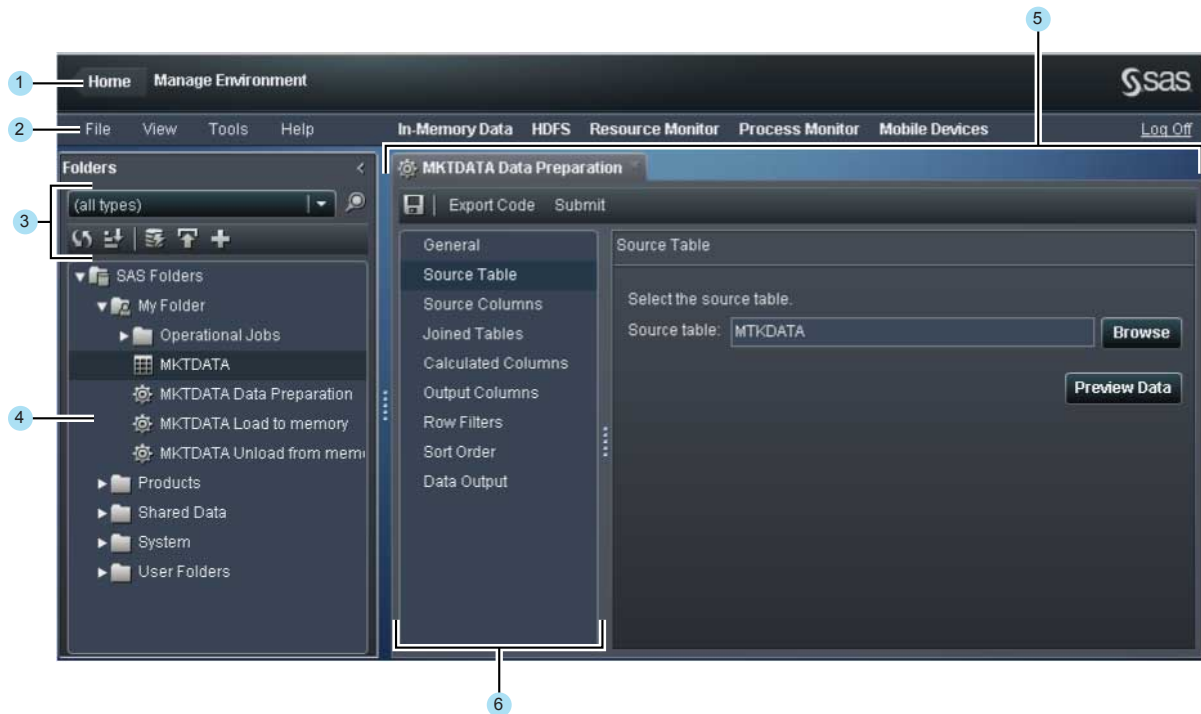 5
1
Home Manage Environment
sas
2
File View Tools Help In-Memory Data HDFS Resource Monitor Process Monitor Mobile Devices Log Off
Folders
3
(all types)
SAS Folders
My Folder
Operational Jobs
MKTDATA
MKTDATA Data Preparation
4
MKTDATA Load to memory
MKTDATA Unload from mem
Products
Shared Data
System
User Folders
MKTDATA Data Preparation
Export Code Submit
General
Source Table
Source Columns
Joined Tables
Calculated Columns
Output Columns
Row Filters
Sort Order
Data Output
Source Table
Select the source table.
Source table: MTKDATA Browse
Preview Data
6